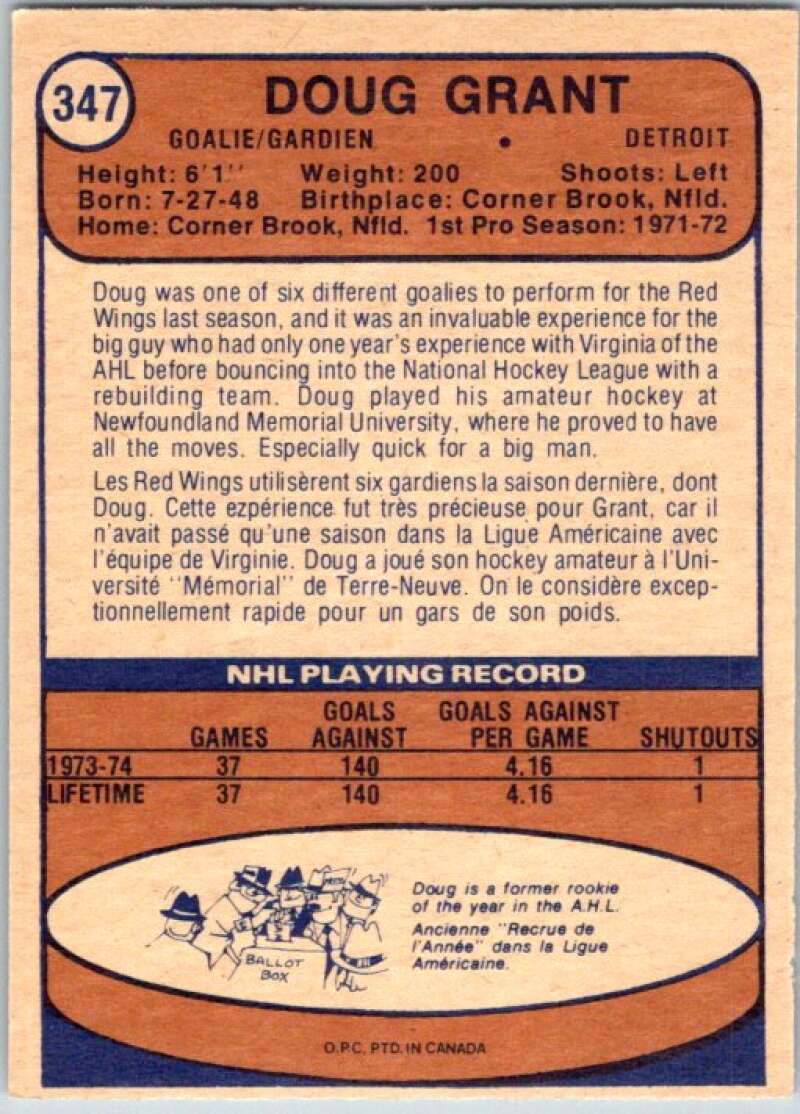 347
DOUG GRANT
GOALIE/GARDIEN • DETROIT
Height: 6'1'' Weight: 200 Shoots: Left
Born: 7-27-48 Birthplace: Corner Brook, Nfld.
Home: Corner Brook, Nfld. 1st Pro Season: 1971-72
Doug was one of six different goalies to perform for the Red
Wings last season, and it was an invaluable experience for the
big guy who had only one year's experience with Virginia of the
AHL before bouncing into the National Hockey League with a
rebuilding team. Doug played his amateur hockey at
Newfoundland Memorial University, where he proved to have
all the moves. Especially quick for a big man.
Les Red Wings utilisèrent six gardiens la saison dernière, dont
Doug. Cette ezpérience fut très précieuse pour Grant, car il
n'avait passé qu'une saison dans la Ligue Américaine avec
l'équipe de Virginie. Doug a joué son hockey amateur à l'Uni-
versité "Mémorial" de Terre-Neuve. On le considère excep-
tionnellement rapide pour un gars de son poids.
NHL PLAYING RECORD
GOALS GOALS AGAINST
GAMES AGAINST PER GAME SHUTOUTS
1973-74 37 140 4.16 1
LIFETIME 37 140 4.16 1
BALLOT
BOX
Doug is a former rookie
of the year in the A.H.L.
Ancienne "Recrue de
l'Année" dans la Ligue
Américaine.
O.P.C. PTD. IN CANADA